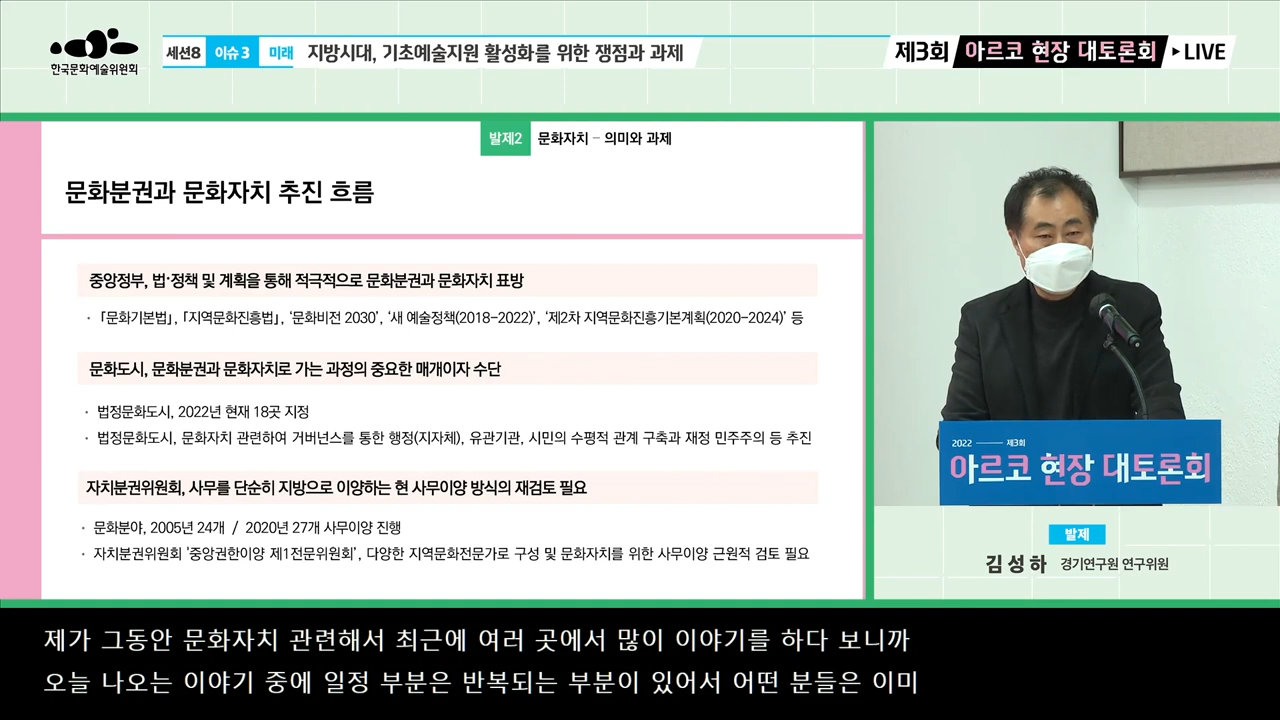 한국문화예술위원회
세션8 이슈 3 미래 지방시대, 기초예술지원 활성화를 위한 쟁점과 과제
제3회 아르코 현장 대토론회 LIVE
발제2 문화자치 – 의미와 과제
문화분권과 문화자치 추진 흐름
중앙정부, 법·정책 및 계획을 통해 적극적으로 문화분권과 문화자치 표방
· 「문화기본법」, 「지역문화진흥법」, ‘문화비전 2030’, ‘새 예술정책(2018-2022)’, ‘제2차 지역문화진흥기본계획(2020-2024)’ 등
문화도시, 문화분권과 문화자치로 가는 과정의 중요한 매개이자 수단
· 법정문화도시, 2022년 현재 18곳 지정
· 법정문화도시, 문화자치 관련하여 거버넌스를 통한 행정(지자체), 유관기관, 시민의 수평적 관계 구축과 재정 민주주의 등 추진
자치분권위원회, 사무를 단순히 지방으로 이양하는 현 사무이양 방식의 재검토 필요
· 문화분야, 2005년 24개 / 2020년 27개 사무이양 진행
· 자치분권위원회 ‘중앙권한이양 제1전문위원회’, 다양한 지역문화전문가로 구성 및 문화자치를 위한 사무이양 근원적 검토 필요
2022 제3회
아르코 현장 대토론회
발제
김성하 경기연구원 연구위원
제가 그동안 문화자치 관련해서 최근에 여러 곳에서 많이 이야기를 하다 보니까
오늘 나오는 이야기 중에 일정 부분은 반복되는 부분이 있어서 어떤 분들은 이미